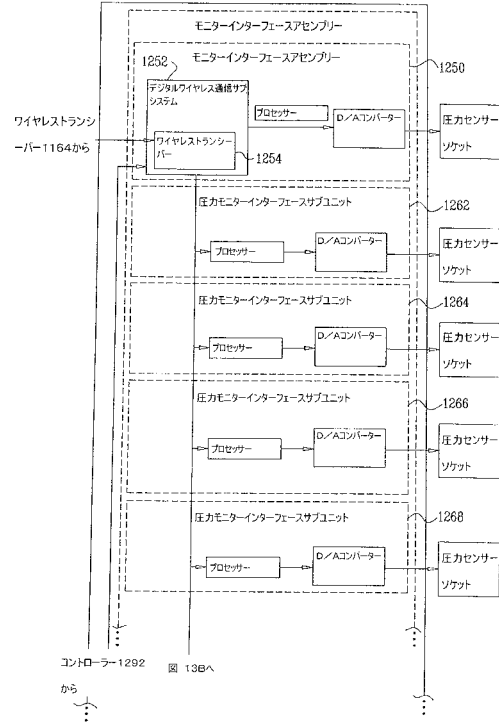 モニターインターフェースアセンブリー
モニターインターフェースアセンブリー
1250
1252
デジタルワイヤレス通信サブ
システム
プロセッサー
D/Aコンバーター
圧力センサー
ソケット
ワイヤレストランシ
ーバー1164から
ワイヤレストランシー
バー
1254
圧力モニターインターフェースサブユニット
1262
プロセッサー
D/Aコンバーター
圧力センサー
ソケット
圧力モニターインターフェースサブユニット
1264
プロセッサー
D/Aコンバーター
圧力センサー
ソケット
圧力モニターインターフェースサブユニット
1266
プロセッサー
D/Aコンバーター
圧力センサー
ソケット
圧力モニターインターフェースサブユニット
1268
プロセッサー
D/Aコンバーター
圧力センサー
ソケット
コントローラー1292
から
図 13Bへ